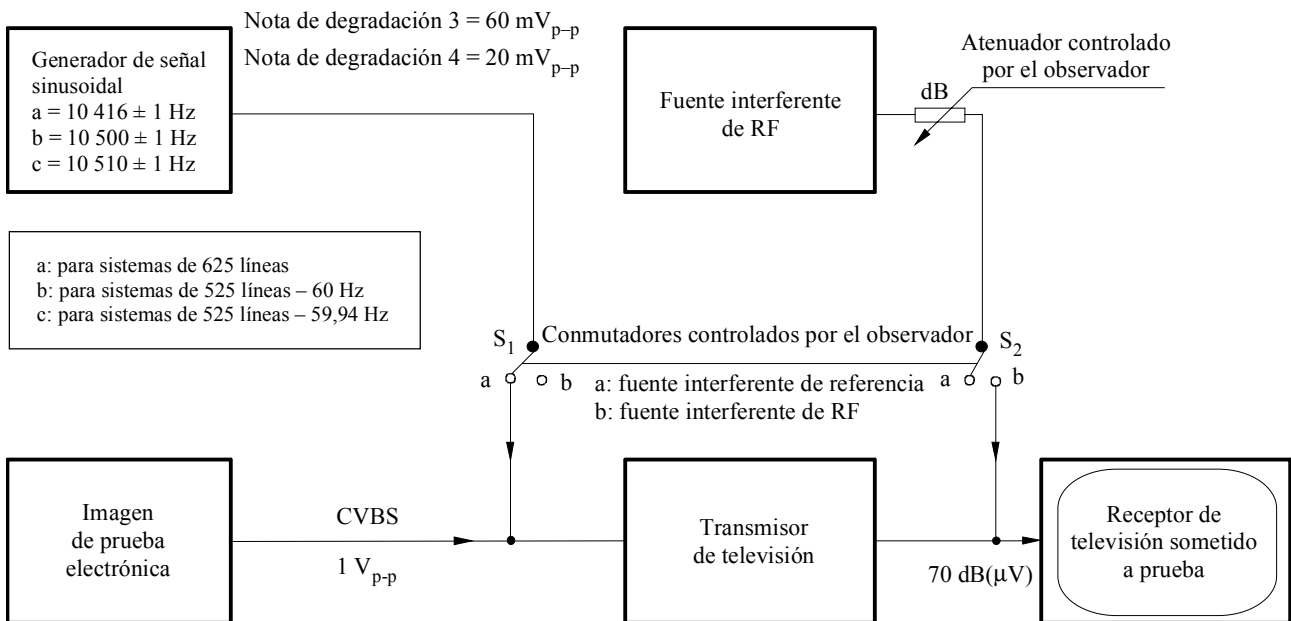 Nota de degradación 3 = 60 mVp–p
Nota de degradación 4 = 20 mVp–p
Generador de señal
sinusoidal
a = 10 416 ± 1 Hz
b = 10 500 ± 1 Hz
c = 10 510 ± 1 Hz
Fuente interferente
de RF
dB
Atenuador controlado
por el observador
a: para sistemas de 625 líneas
b: para sistemas de 525 líneas – 60 Hz
c: para sistemas de 525 líneas – 59,94 Hz
S1
Conmutadores controlados por el observador
S2
a
b
a: fuente interferente de referencia
b: fuente interferente de RF
a
b
Imagen
de prueba
electrónica
CVBS
1 Vp-p
Transmisor
de televisión
70 dB(µV)
Receptor de
televisión sometido
a prueba